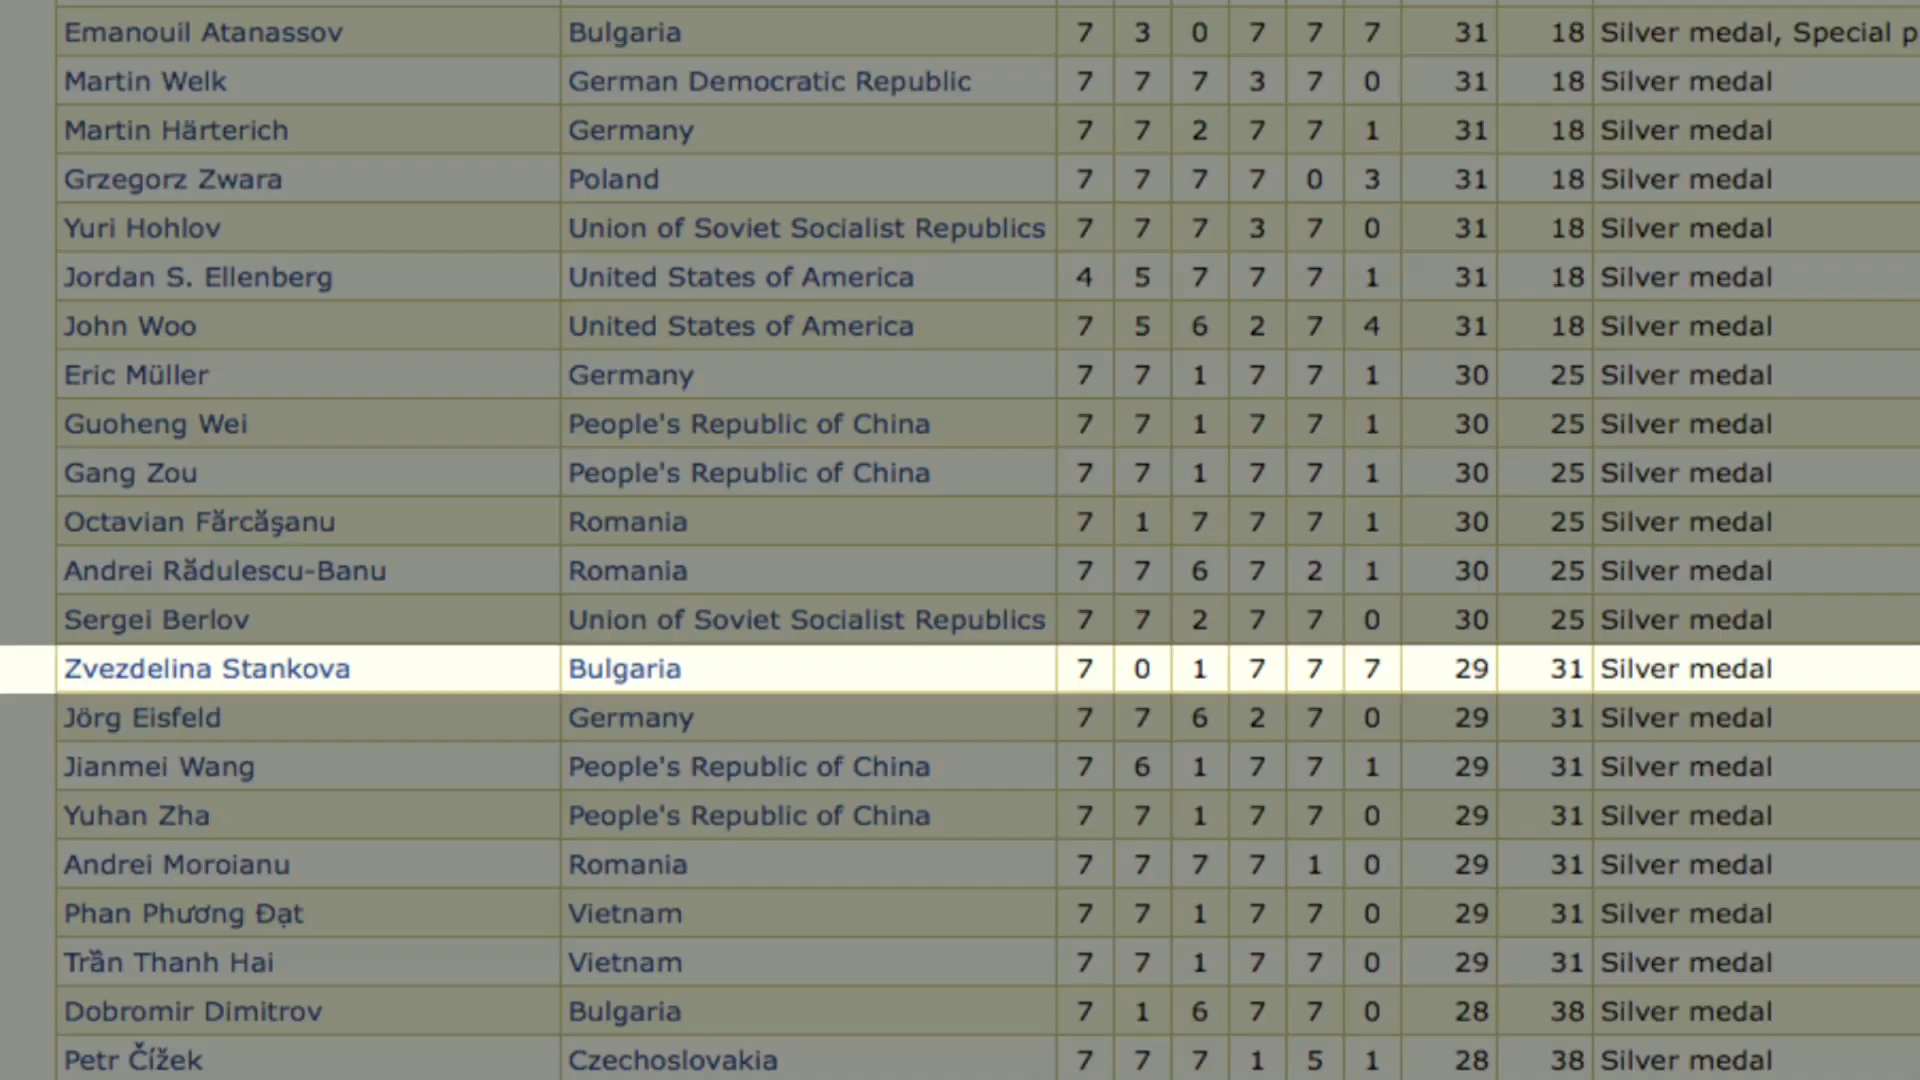 Emanouil Atanassov Bulgaria 7 3 0 7 7 7 31 18 Silver medal, Special p
Martin Welk German Democratic Republic 7 7 7 3 7 0 31 18 Silver medal
Martin Härterich Germany 7 7 2 7 7 1 31 18 Silver medal
Grzegorz Zwara Poland 7 7 7 7 0 3 31 18 Silver medal
Yuri Hohlov Union of Soviet Socialist Republics 7 7 7 3 7 0 31 18 Silver medal
Jordan S. Ellenberg United States of America 4 5 7 7 7 1 31 18 Silver medal
John Woo United States of America 7 5 6 2 7 4 31 18 Silver medal
Eric Müller Germany 7 7 1 7 7 1 30 25 Silver medal
Guoheng Wei People's Republic of China 7 7 1 7 7 1 30 25 Silver medal
Gang Zou People's Republic of China 7 7 1 7 7 1 30 25 Silver medal
Octavian Fărcăşanu Romania 7 1 7 7 7 1 30 25 Silver medal
Andrei Rădulescu-Banu Romania 7 7 6 7 2 1 30 25 Silver medal
Sergei Berlov Union of Soviet Socialist Republics 7 7 2 7 7 0 30 25 Silver medal
Zvezdelina Stankova Bulgaria 7 0 1 7 7 7 29 31 Silver medal
Jörg Eisfeld Germany 7 7 6 2 7 0 29 31 Silver medal
Jianmei Wang People's Republic of China 7 6 1 7 7 1 29 31 Silver medal
Yuhan Zha People's Republic of China 7 7 1 7 7 0 29 31 Silver medal
Andrei Moroianu Romania 7 7 7 7 1 0 29 31 Silver medal
Phan Phương Đạt Vietnam 7 7 1 7 7 0 29 31 Silver medal
Trần Thanh Hai Vietnam 7 7 1 7 7 0 29 31 Silver medal
Dobromir Dimitrov Bulgaria 7 1 6 7 7 0 28 38 Silver medal
Petr Čížek Czechoslovakia 7 7 7 1 5 1 28 38 Silver medal